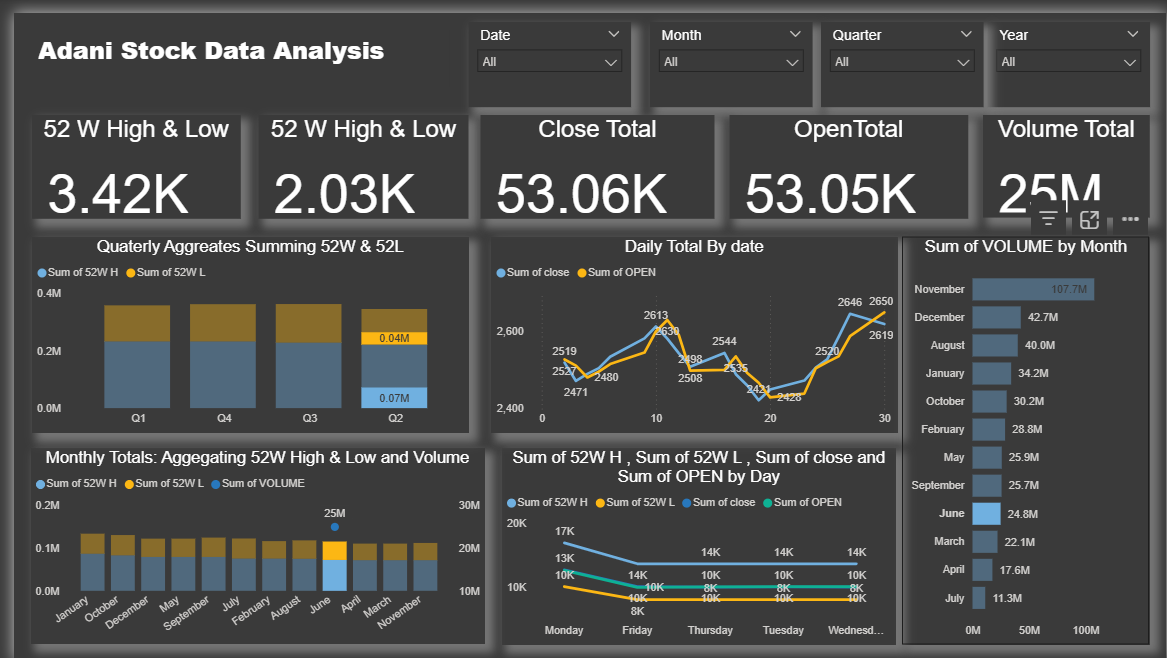 Adani Stock Data Analysis
Date
All
Month
All
Quarter
All
Year
All
52 W High & Low
3.42K
52 W High & Low
2.03K
Close Total
53.06K
OpenTotal
53.05K
Volume Total
25M
Quaterly Aggreates Summing 52W & 52L
Sum of 52W H Sum of 52W L
0.4M
0.2M
0.0M
0.04M
0.07M
Q1 Q4 Q3 Q2
Daily Total By date
Sum of close Sum of OPEN
2,600
2,400
2519
2527
2471
2480
2613
2630
2498
2508
2544
2535
2421
2428
2520
2646
2650
2619
0 10 20 30
Sum of VOLUME by Month
November 107.7M
December 42.7M
August 40.0M
January 34.2M
October 30.2M
February 28.8M
May 25.9M
September 25.7M
June 24.8M
March 22.1M
April 17.6M
July 11.3M
0M 50M 100M
Monthly Totals: Aggegating 52W High & Low and Volume
Sum of 52W H Sum of 52W L Sum of VOLUME
0.2M
0.1M
0.0M
25M
30M
20M
10M
January October December May September July February August June April March November
Sum of 52W H , Sum of 52W L , Sum of close and
Sum of OPEN by Day
Sum of 52W H Sum of 52W L Sum of close Sum of OPEN
20K
10K
17K
13K
10K
14K
10K
10K
8K
14K
10K
8K
10K
14K
10K
8K
10K
14K
10K
8K
10K
Monday Friday Thursday Tuesday Wednesd...